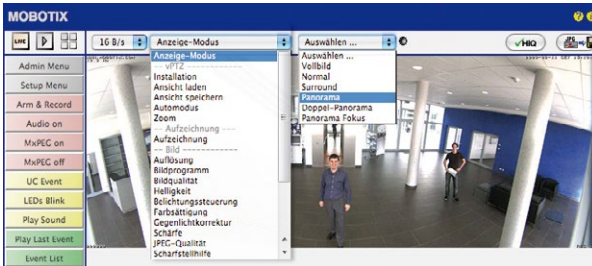 MOBOTIX
LIVE
16 B/s
Anzeige-Modus
Auswählen ...
HIQ
JPG
Admin Menu
Setup Menu
Arm & Record
Audio on
MxPEG on
MxPEG off
UC Event
LEDs Blink
Play Sound
Play Last Event
Event List
Anzeige-Modus
-- vPTZ ------------
Installation
Ansicht laden
Ansicht speichern
Automodus
Zoom
-- Aufzeichnung ---
Aufzeichnung
-- Bild ------------
Auflösung
Bildprogramm
Bildqualität
Helligkeit
Belichtungssteuerung
Farbsättigung
Gegenlichtkorrektur
Schärfe
JPEG-Qualität
Scharfstellhilfe
Auswählen ...
Vollbild
Normal
Surround
Panorama
Doppel-Panorama
Panorama Fokus